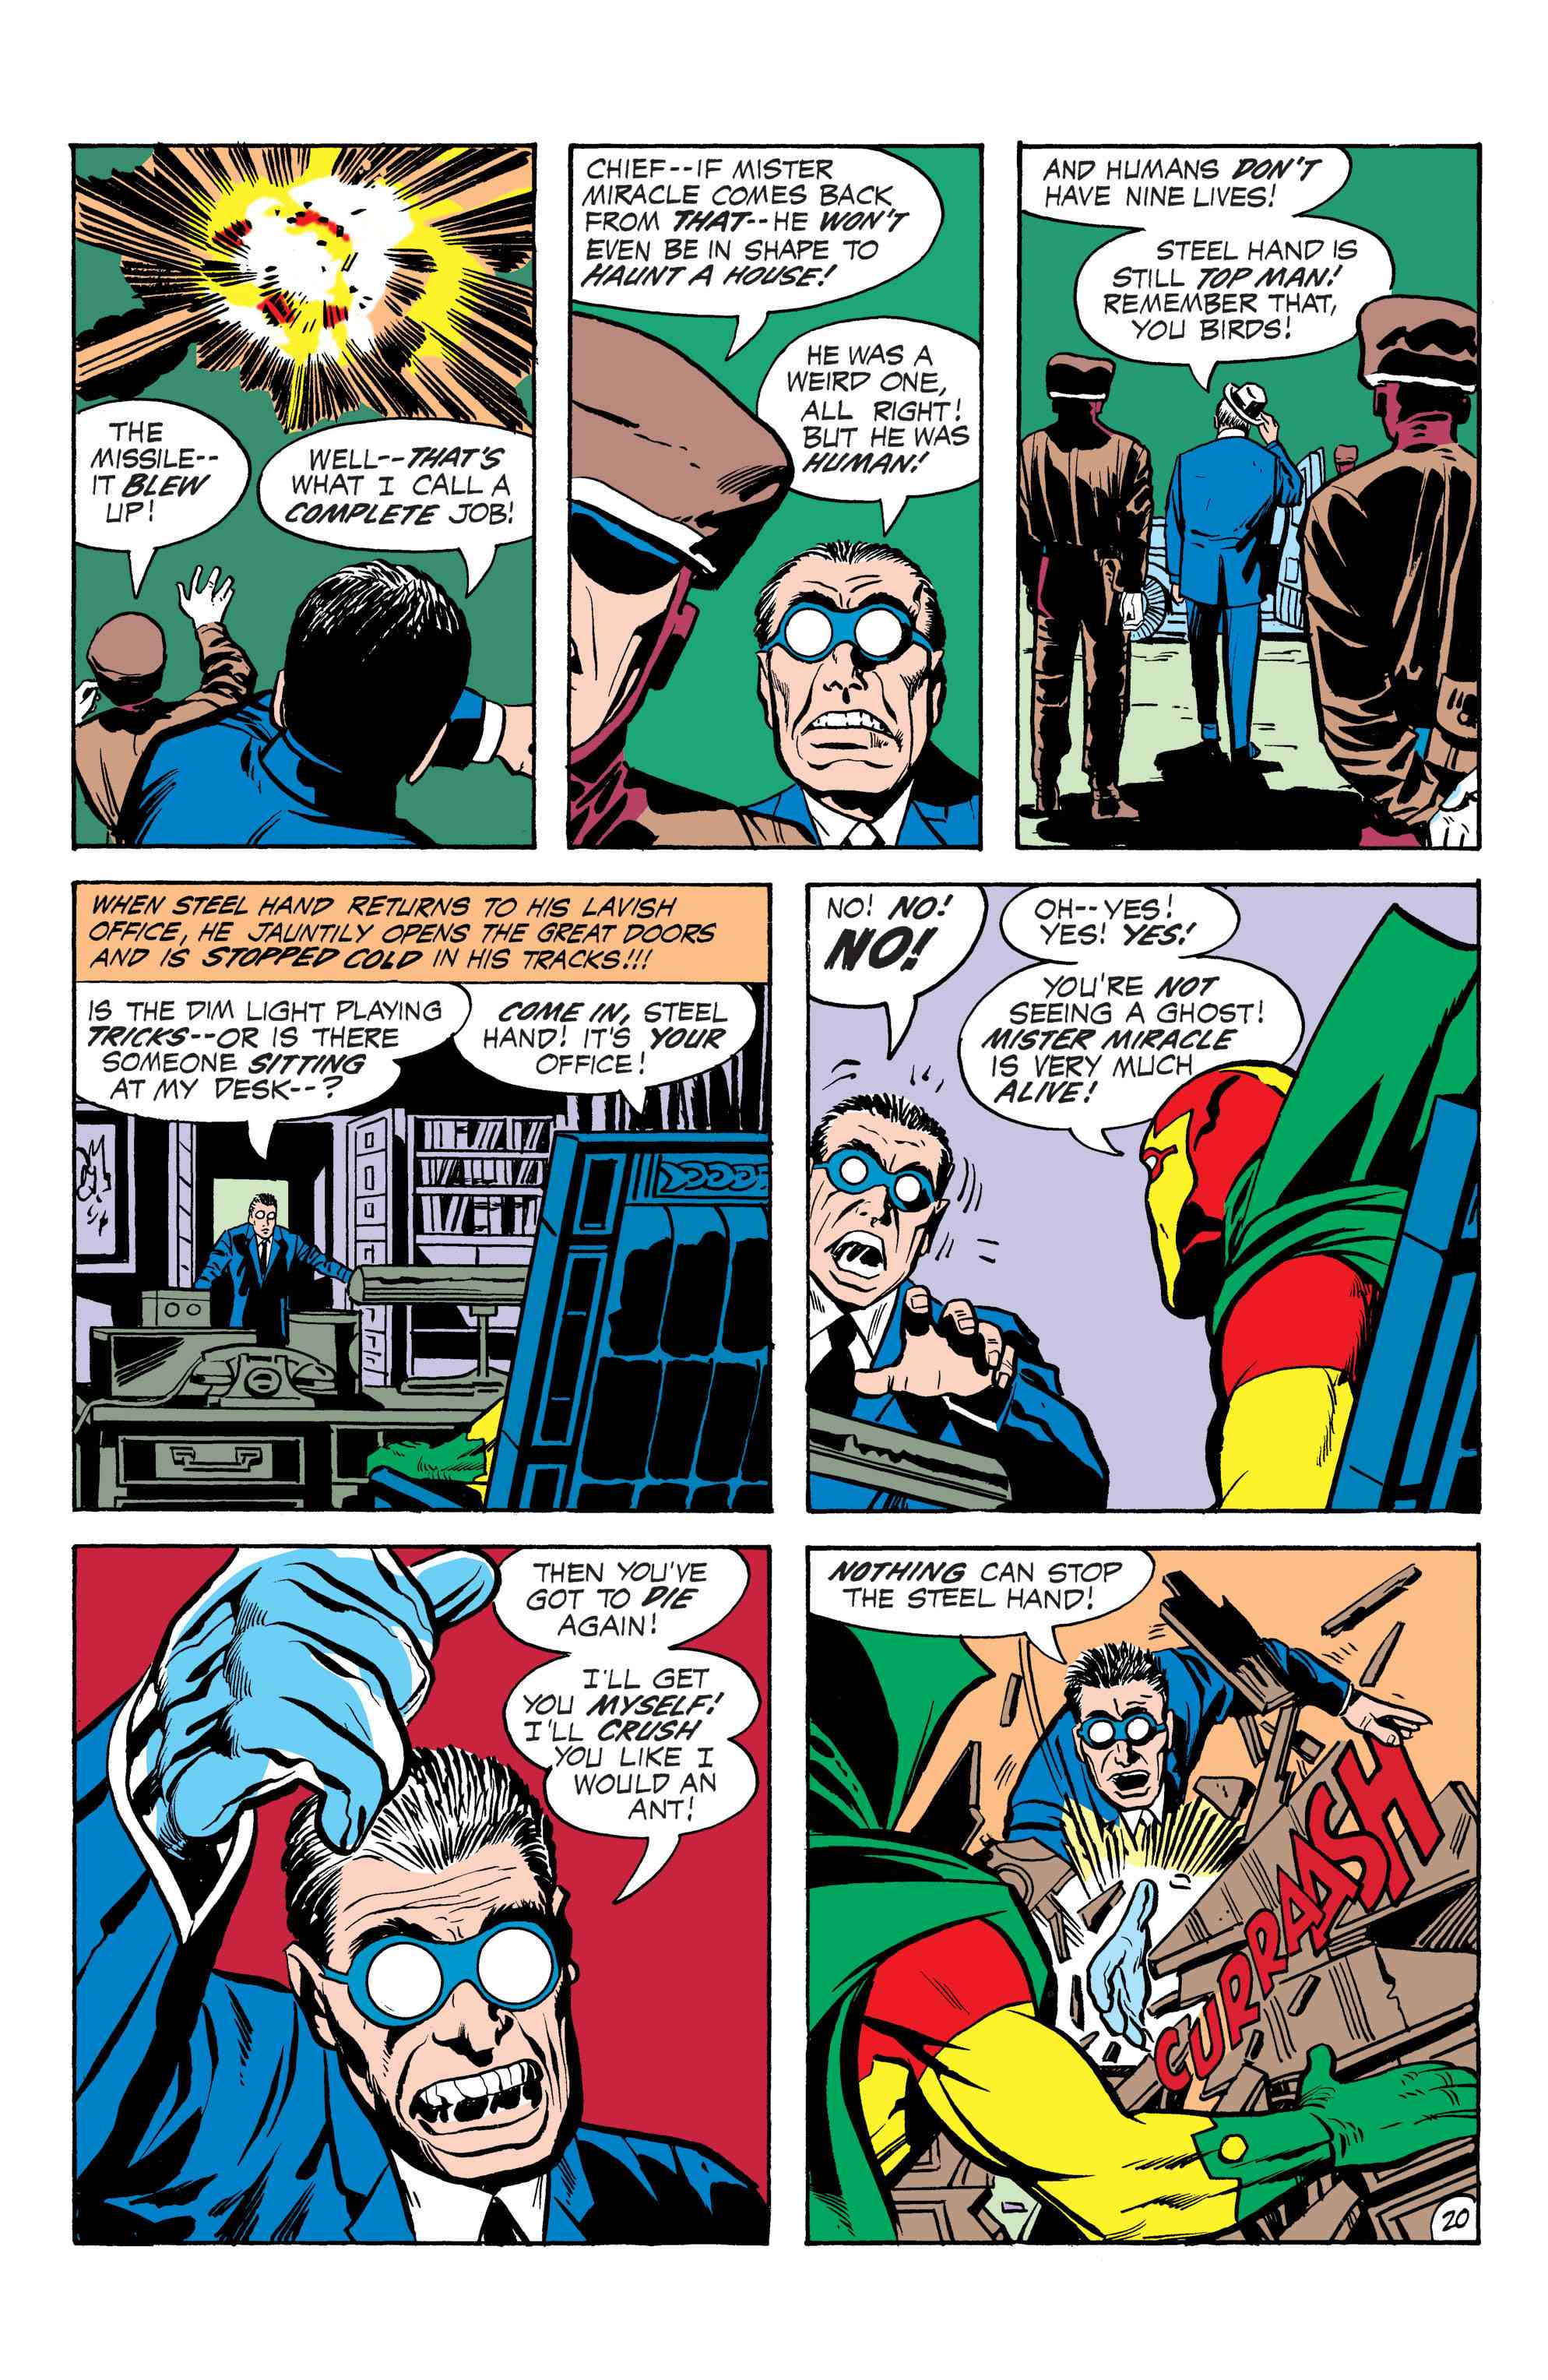 THE
MISSILE--
IT BLEW
UP!
WELL--THAT'S
WHAT I CALL A
COMPLETE JOB!
CHIEF--IF MISTER
MIRACLE COMES BACK
FROM THAT--HE WON'T
EVEN BE IN SHAPE TO
HAUNT A HOUSE!
HE WAS A
WEIRD ONE,
ALL RIGHT!
BUT HE WAS
HUMAN!
AND HUMANS DON'T
HAVE NINE LIVES!
STEEL HAND IS
STILL TOP MAN!
REMEMBER THAT,
YOU BIRDS!
WHEN STEEL HAND RETURNS TO HIS LAVISH
OFFICE, HE JAUNTILY OPENS THE GREAT DOORS
AND IS STOPPED COLD IN HIS TRACKS!!!
IS THE DIM LIGHT PLAYING
TRICKS--OR IS THERE
SOMEONE SITTING
AT MY DESK--?
COME IN, STEEL
HAND! IT'S YOUR
OFFICE!
NO! NO!
NO!
OH--YES!
YES! YES!
YOU'RE NOT
SEEING A GHOST!
MISTER MIRACLE
IS VERY MUCH
ALIVE!
THEN YOU'VE
GOT TO DIE
AGAIN!
I'LL GET
YOU MYSELF!
I'LL CRUSH
YOU LIKE I
WOULD AN
ANT!
NOTHING CAN STOP
THE STEEL HAND!
CURRAASH
20